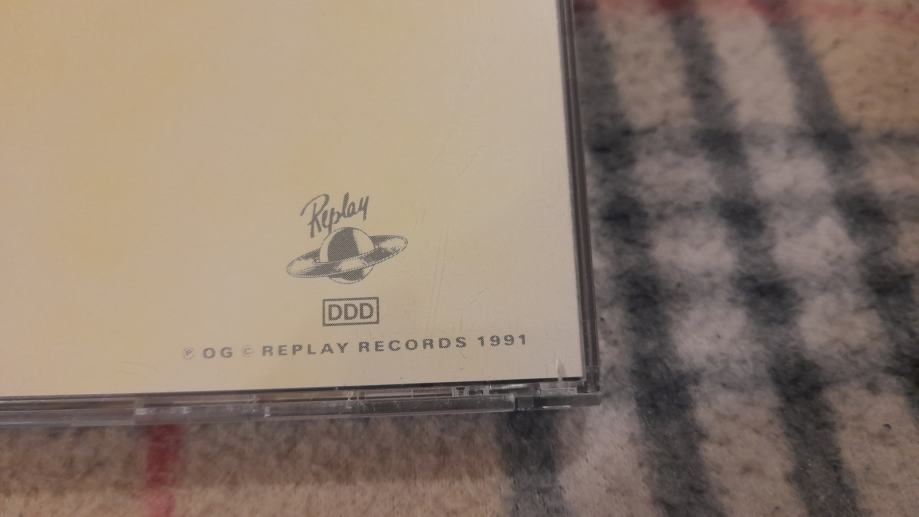 Replay
DDD
℗ OG © REPLAY RECORDS 1991